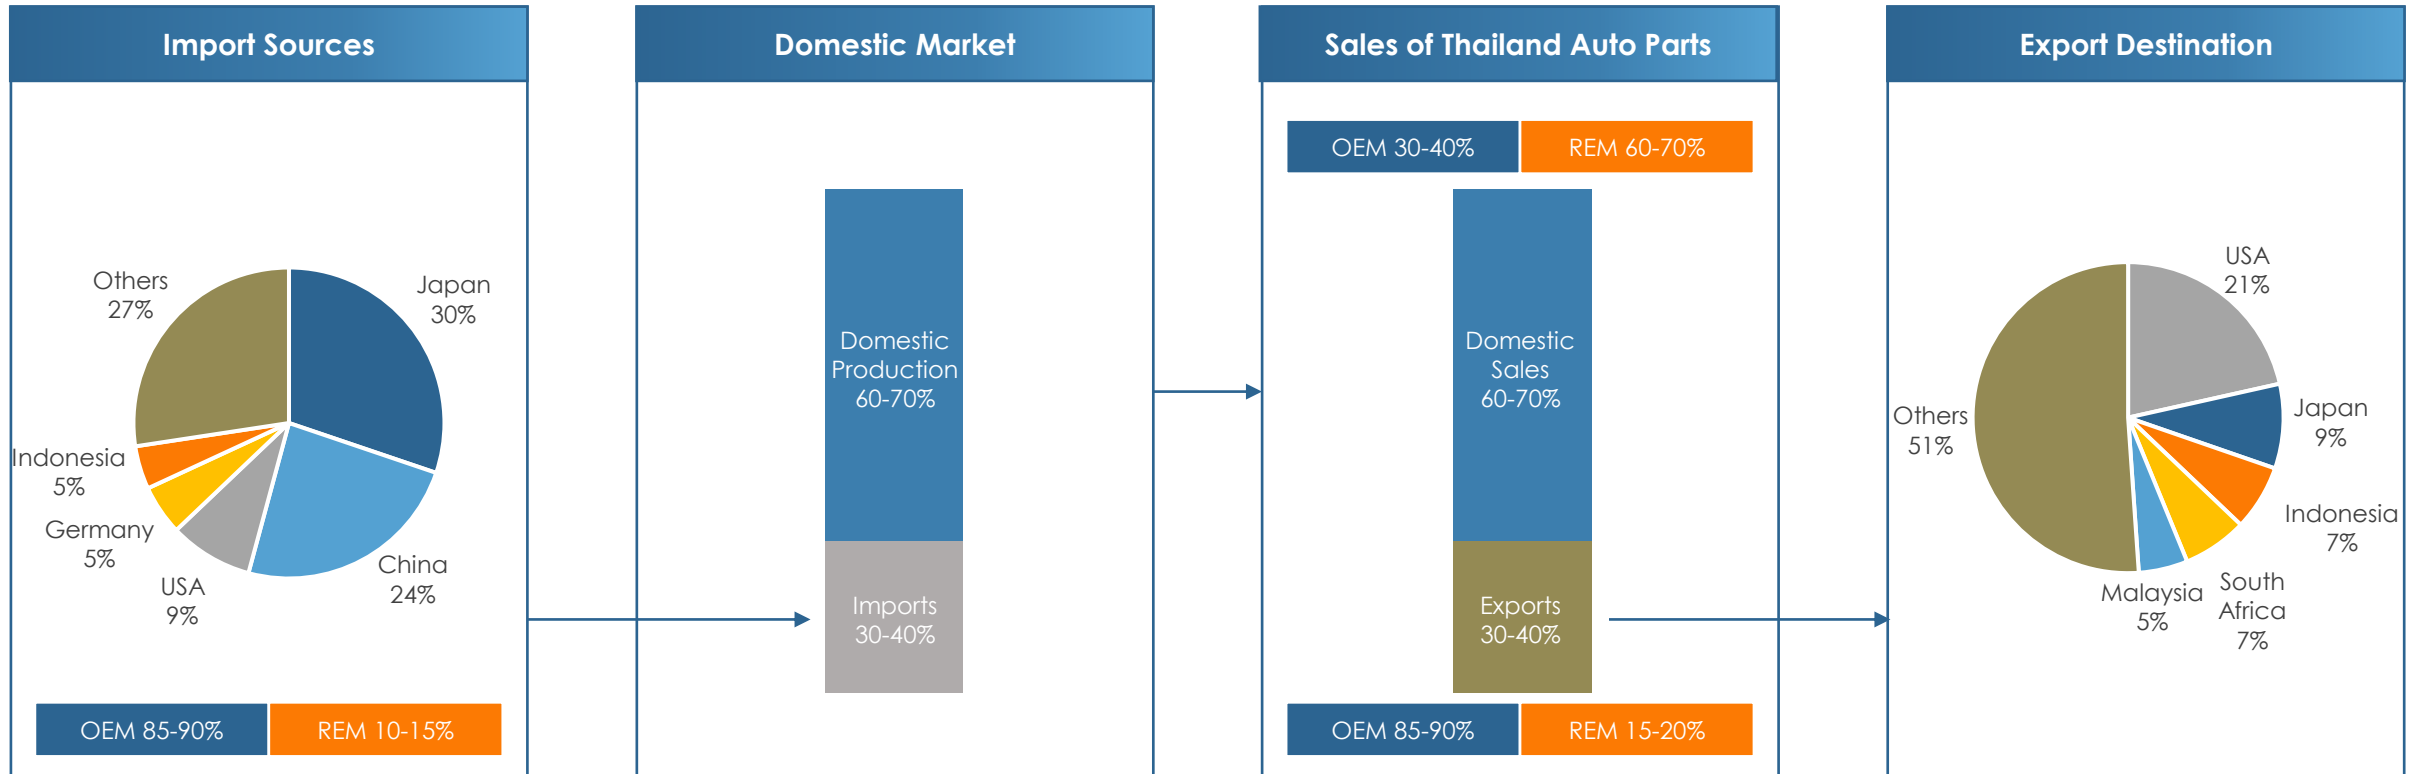 Import Sources
Others
27%
Japan
30%
Indonesia
5%
Germany
5%
USA
9%
China
24%
OEM 85-90%
REM 10-15%
Domestic Market
Domestic
Production
60-70%
Imports
30-40%
Sales of Thailand Auto Parts
OEM 30-40%
REM 60-70%
Domestic
Sales
60-70%
Exports
30-40%
OEM 85-90%
REM 15-20%
Export Destination
USA
21%
Others
51%
Japan
9%
Indonesia
7%
Malaysia
5%
South
Africa
7%